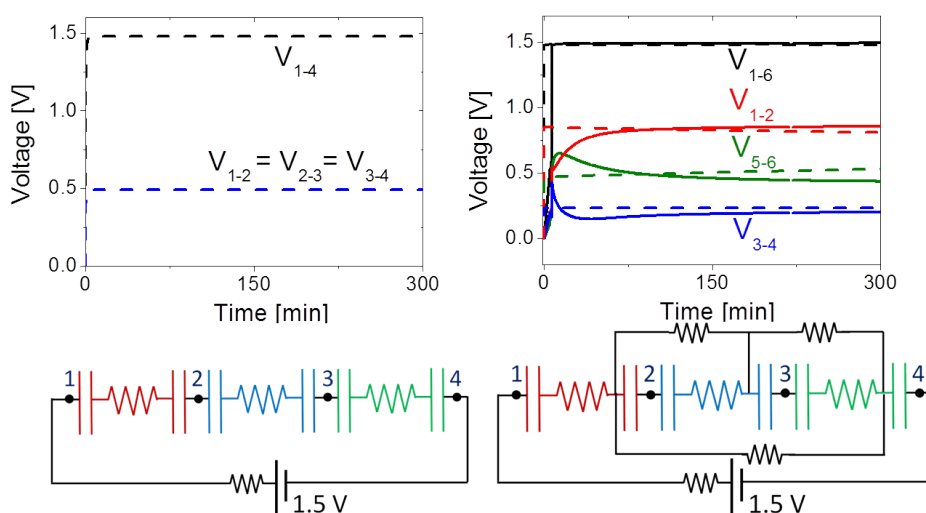 Voltage [V]
1.5
1.0
0.5
0.0
V1-4
V1-2 = V2-3 = V3-4
0
150
300
Time [min]
Voltage [V]
1.5
1.0
0.5
0.0
V1-6
V1-2
V5-6
V3-4
0
150
300
Time [min]
1
2
3
4
1.5 V
1
2
3
4
1.5 V